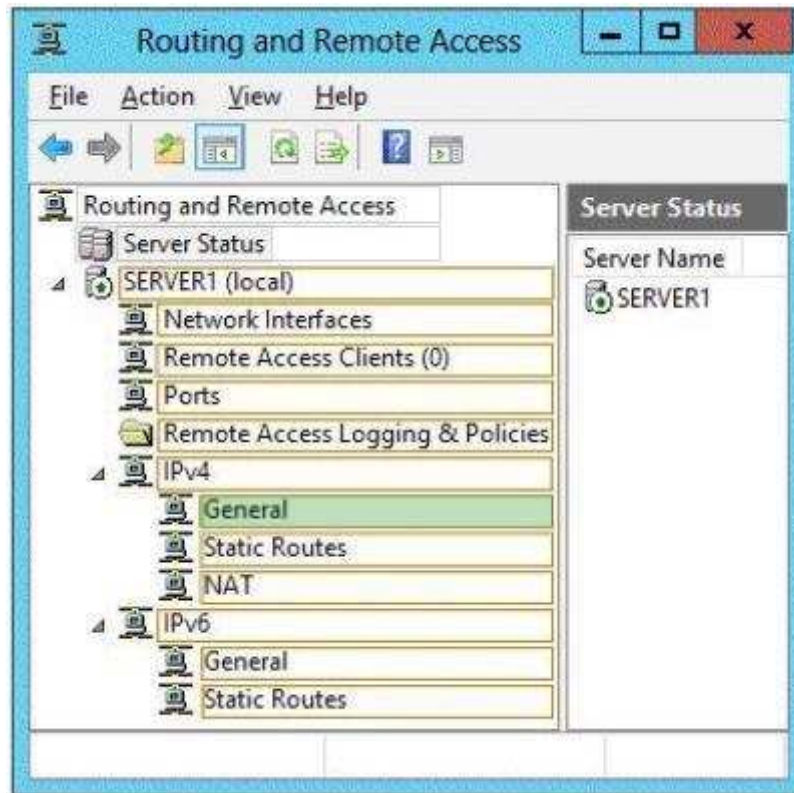 Routing and Remote Access
File Action View Help
Routing and Remote Access
Server Status
SERVER1 (local)
Network Interfaces
Remote Access Clients (0)
Ports
Remote Access Logging & Policies
IPv4
General
Static Routes
NAT
IPv6
General
Static Routes
Server Status
Server Name
SERVER1